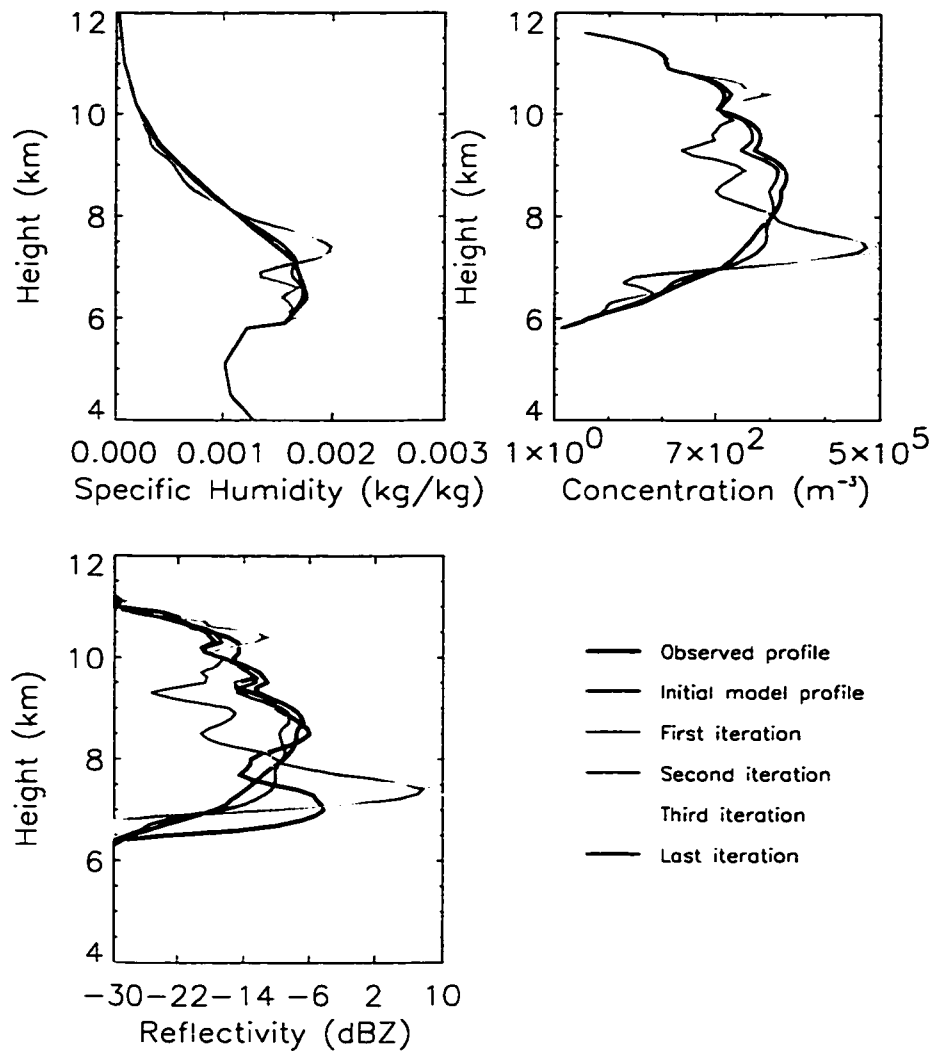 12
10
8
6
4
Height (km)
0.000 0.001 0.002 0.003
Specific Humidity (kg/kg)
12
10
8
6
4
Height (km)
1×10⁰ 7×10² 5×10⁵
Concentration (m⁻³)
12
10
8
6
4
Height (km)
−30 −22 −14 −6 2 10
Reflectivity (dBZ)
Observed profile
Initial model profile
First iteration
Second iteration
Third iteration
Last iteration